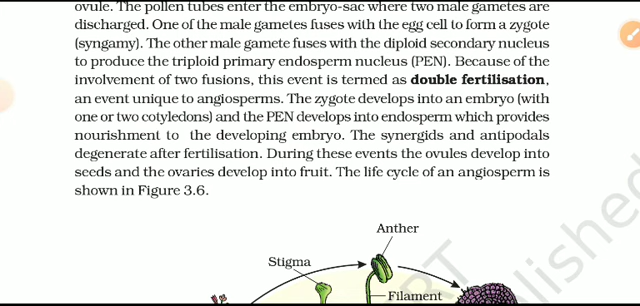 ovule. The pollen tubes enter the embryo-sac where two male gametes are
discharged. One of the male gametes fuses with the egg cell to form a zygote
(syngamy). The other male gamete fuses with the diploid secondary nucleus
to produce the triploid primary endosperm nucleus (PEN). Because of the
involvement of two fusions, this event is termed as double fertilisation,
an event unique to angiosperms. The zygote develops into an embryo (with
one or two cotyledons) and the PEN develops into endosperm which provides
nourishment to the developing embryo. The synergids and antipodals
degenerate after fertilisation. During these events the ovules develop into
seeds and the ovaries develop into fruit. The life cycle of an angiosperm is
shown in Figure 3.6.
Anther
Stigma
Filament